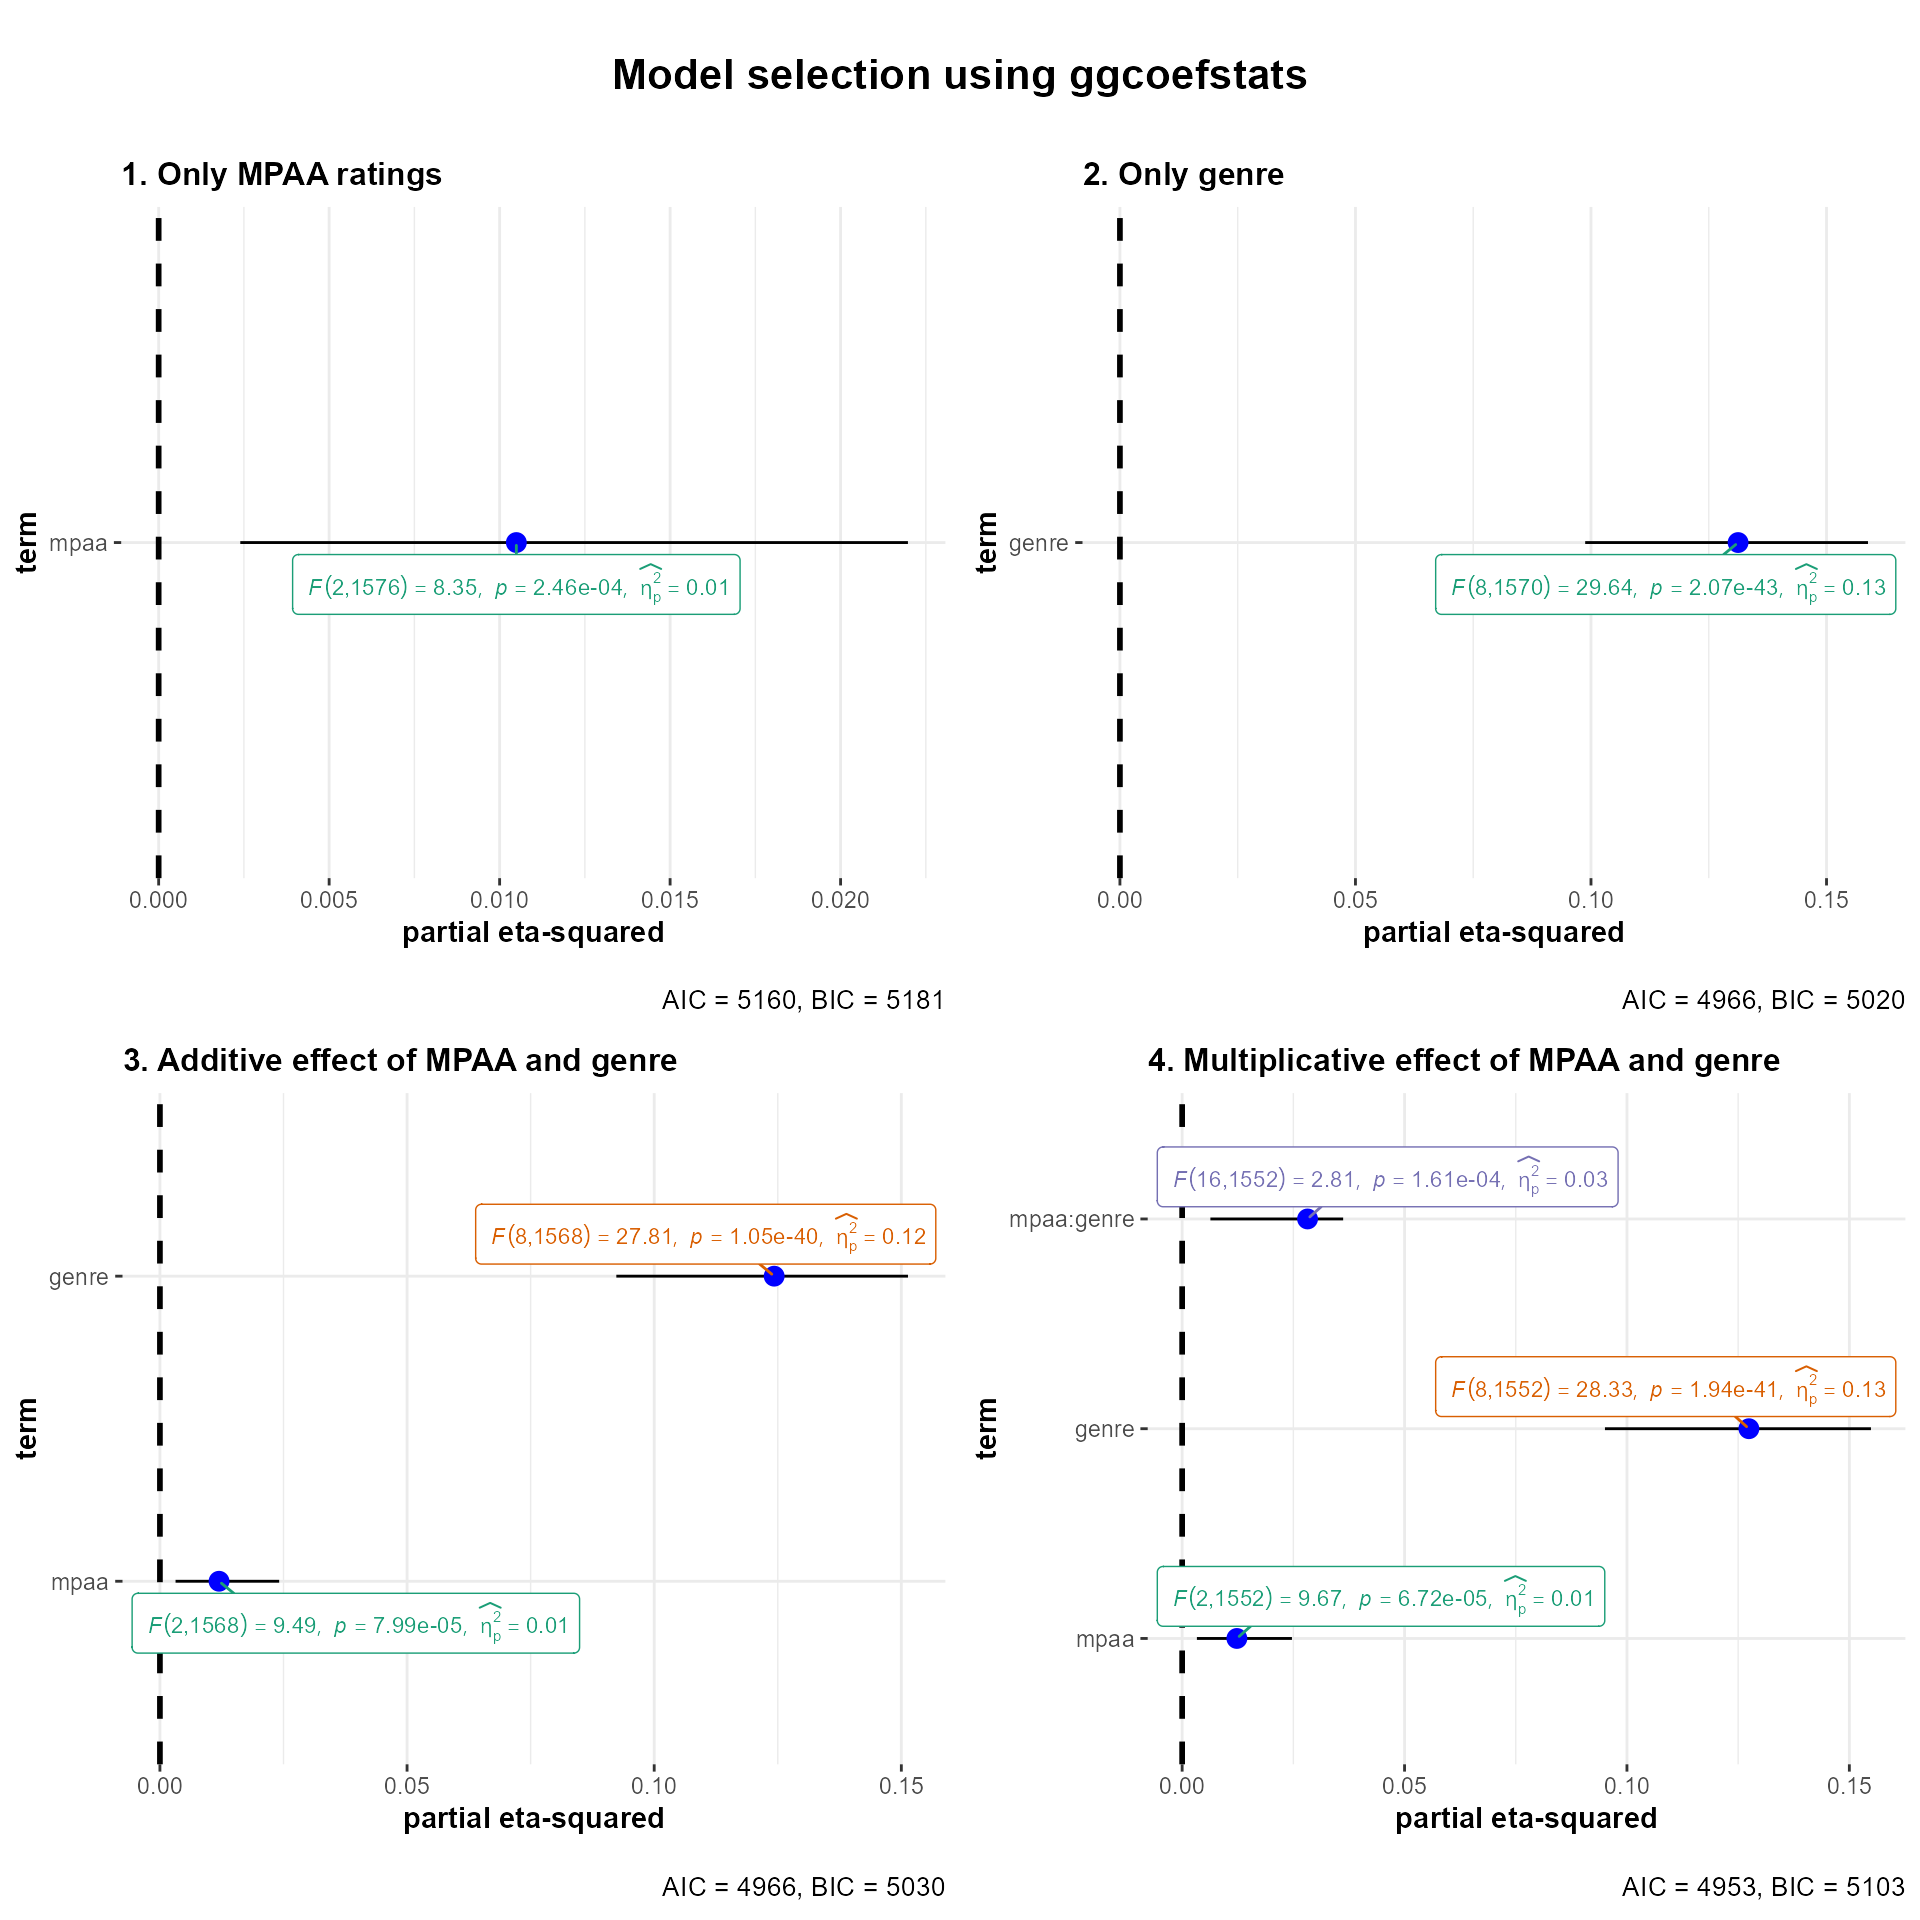 Model selection using ggcoefstats
1. Only MPAA ratings
term
mpaa
F(2,1576) = 8.35, p = 2.46e-04, η̂²ₚ = 0.01
0.000 0.005 0.010 0.015 0.020
partial eta-squared
AIC = 5160, BIC = 5181
2. Only genre
term
genre
F(8,1570) = 29.64, p = 2.07e-43, η̂²ₚ = 0.13
0.00 0.05 0.10 0.15
partial eta-squared
AIC = 4966, BIC = 5020
3. Additive effect of MPAA and genre
term
F(8,1568) = 27.81, p = 1.05e-40, η̂²ₚ = 0.12
genre
mpaa
F(2,1568) = 9.49, p = 7.99e-05, η̂²ₚ = 0.01
0.00 0.05 0.10 0.15
partial eta-squared
AIC = 4966, BIC = 5030
4. Multiplicative effect of MPAA and genre
term
F(16,1552) = 2.81, p = 1.61e-04, η̂²ₚ = 0.03
mpaa:genre
F(8,1552) = 28.33, p = 1.94e-41, η̂²ₚ = 0.13
genre
F(2,1552) = 9.67, p = 6.72e-05, η̂²ₚ = 0.01
mpaa
0.00 0.05 0.10 0.15
partial eta-squared
AIC = 4953, BIC = 5103